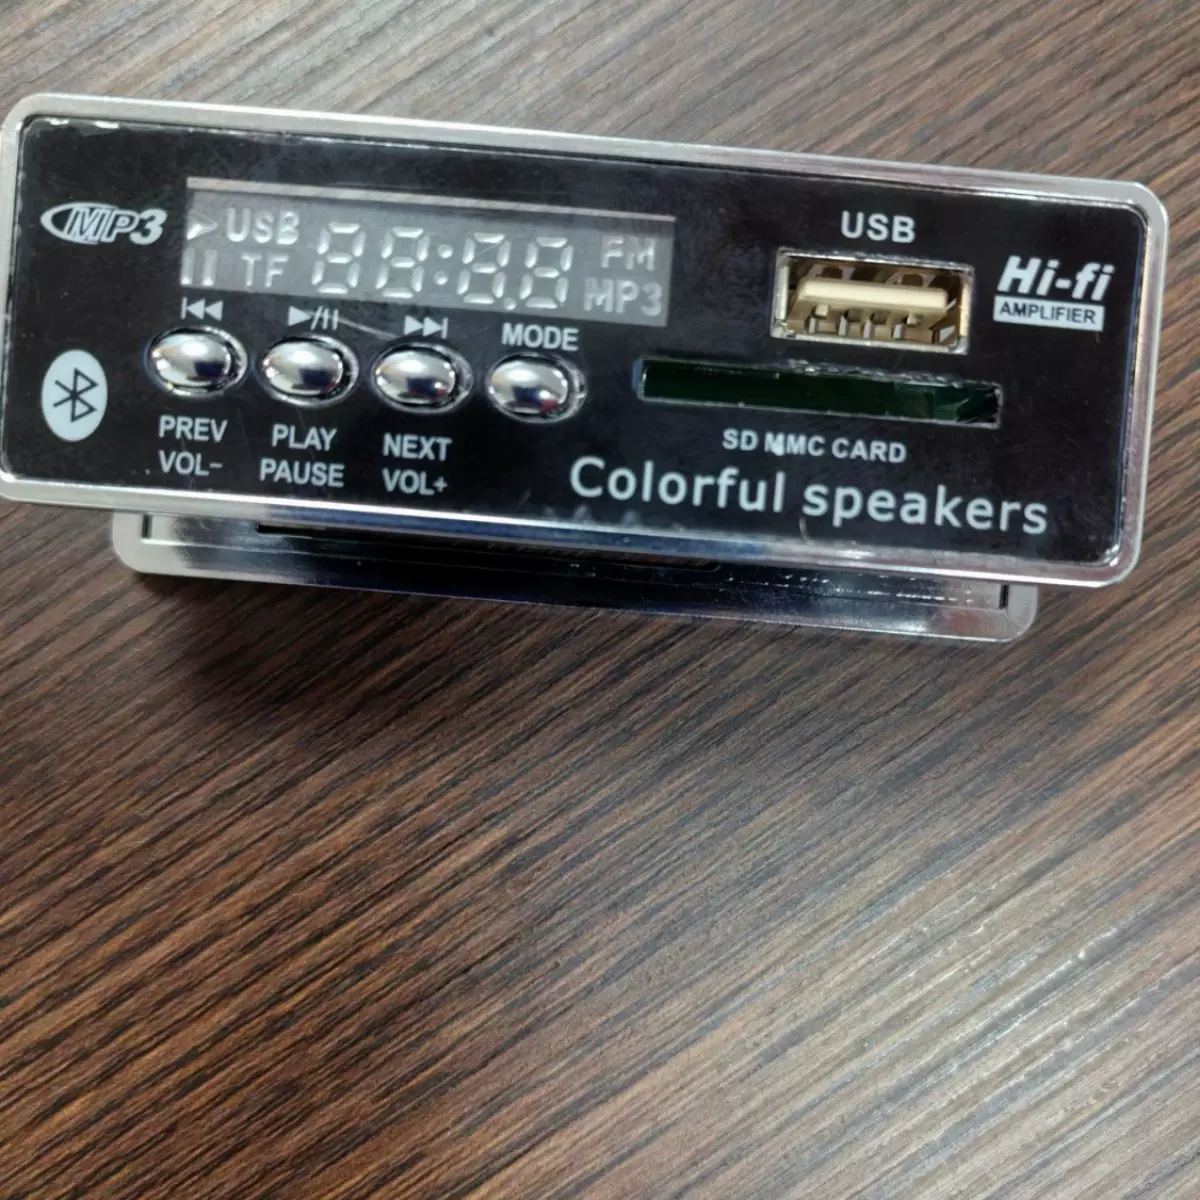 MP3
USB
TF
88:88
FM
MP3
USB
Hi-fi
AMPLIFIER
MODE
PREV
VOL-
PLAY
PAUSE
NEXT
VOL+
SD MMC CARD
Colorful speakers